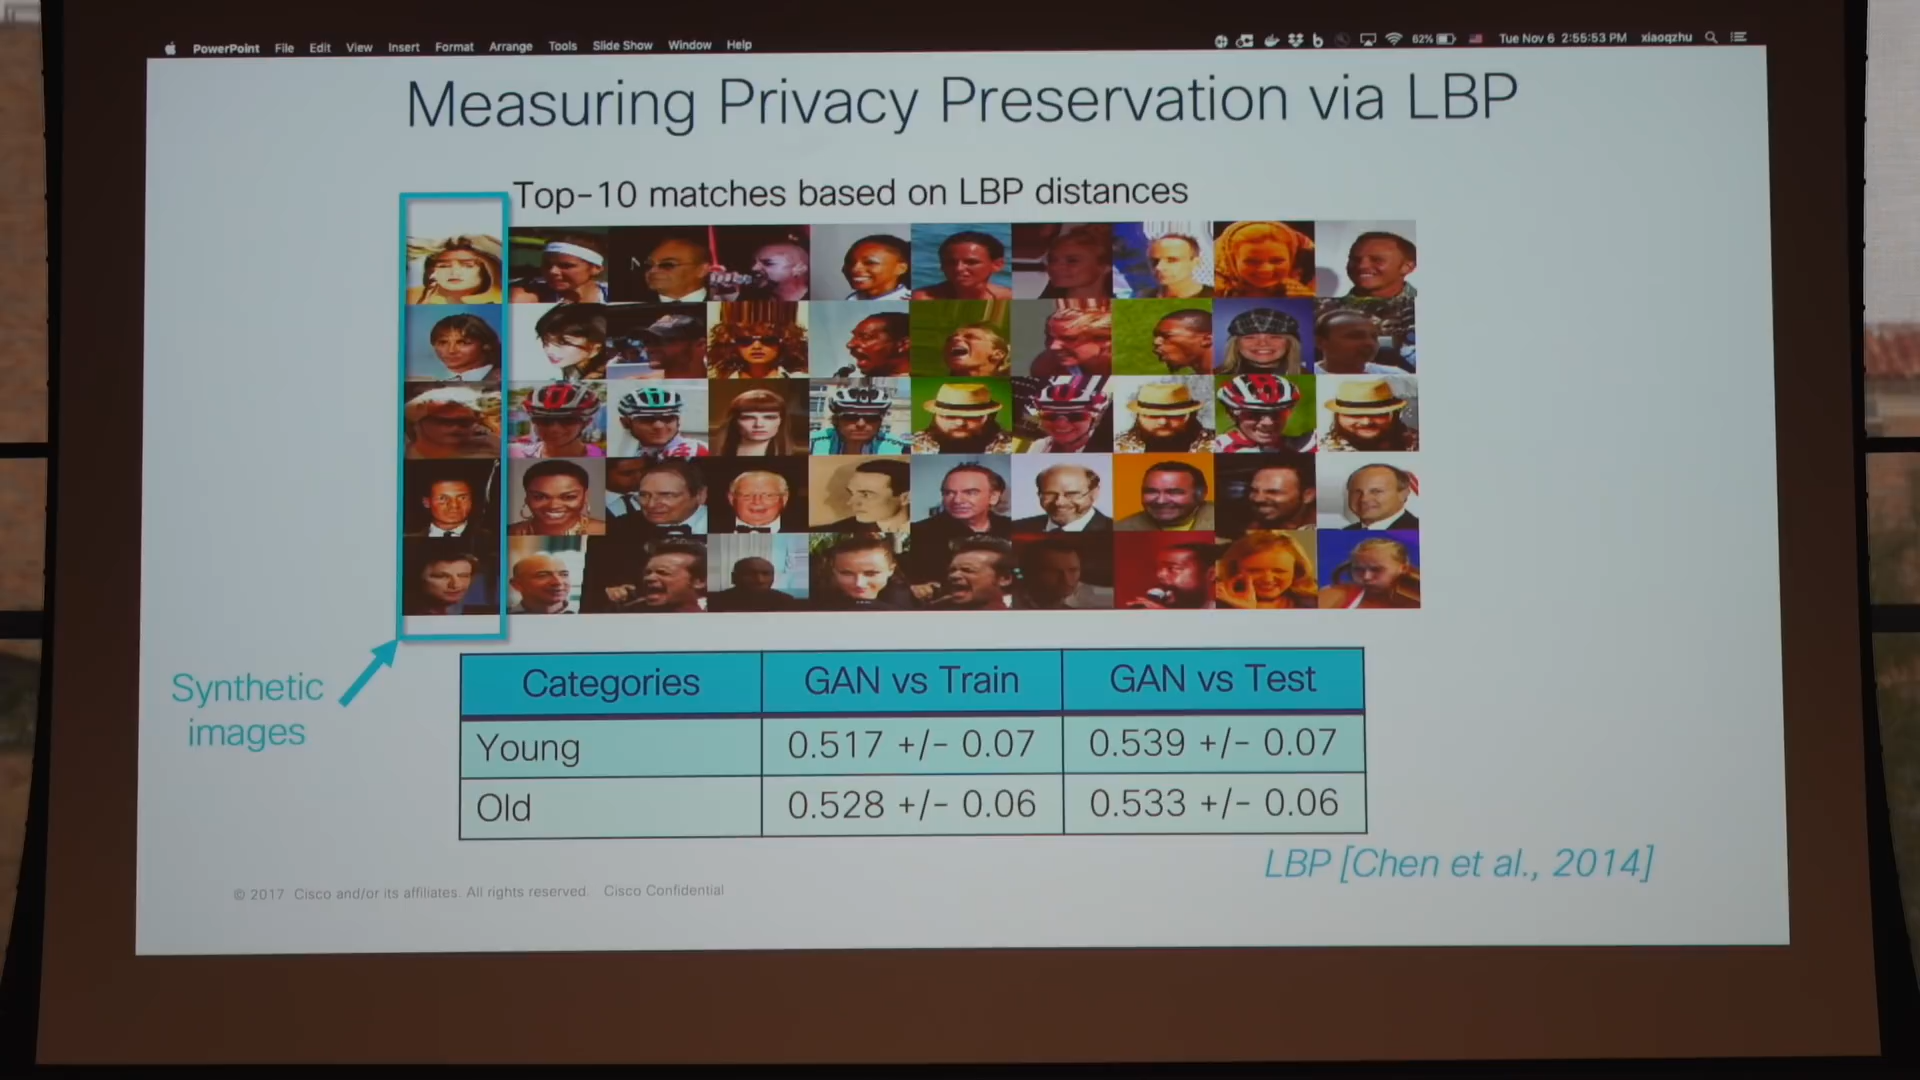 PowerPoint File Edit View Insert Format Arrange Tools Slide Show Window Help 62% Tue Nov 6 2:55:53 PM xiaoqzhu
Measuring Privacy Preservation via LBP
Top-10 matches based on LBP distances
Synthetic
images
Categories GAN vs Train GAN vs Test
Young 0.517 +/- 0.07 0.539 +/- 0.07
Old 0.528 +/- 0.06 0.533 +/- 0.06
LBP [Chen et al., 2014]
© 2017 Cisco and/or its affiliates. All rights reserved. Cisco Confidential